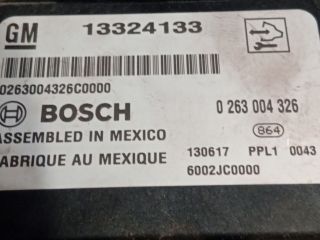 GM 13324133
0263004326C0000
BOSCH 0 263 004 326
ASSEMBLED IN MEXICO 864
FABRIQUE AU MEXIQUE 130617 PPL1 0043
6002JC0000